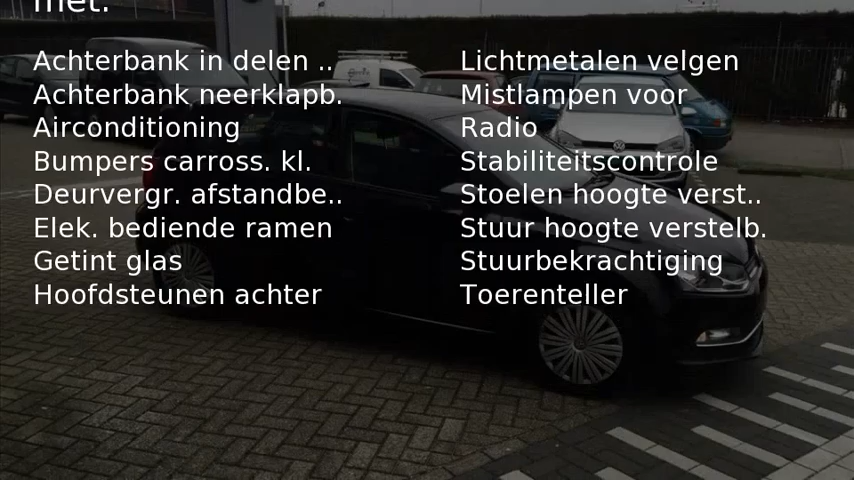 met:
Achterbank in delen ..
Achterbank neerklapb.
Airconditioning
Bumpers carross. kl.
Deurvergr. afstandbe..
Elek. bediende ramen
Getint glas
Hoofdsteunen achter
Lichtmetalen velgen
Mistlampen voor
Radio
Stabiliteitscontrole
Stoelen hoogte verst..
Stuur hoogte verstelb.
Stuurbekrachtiging
Toerenteller